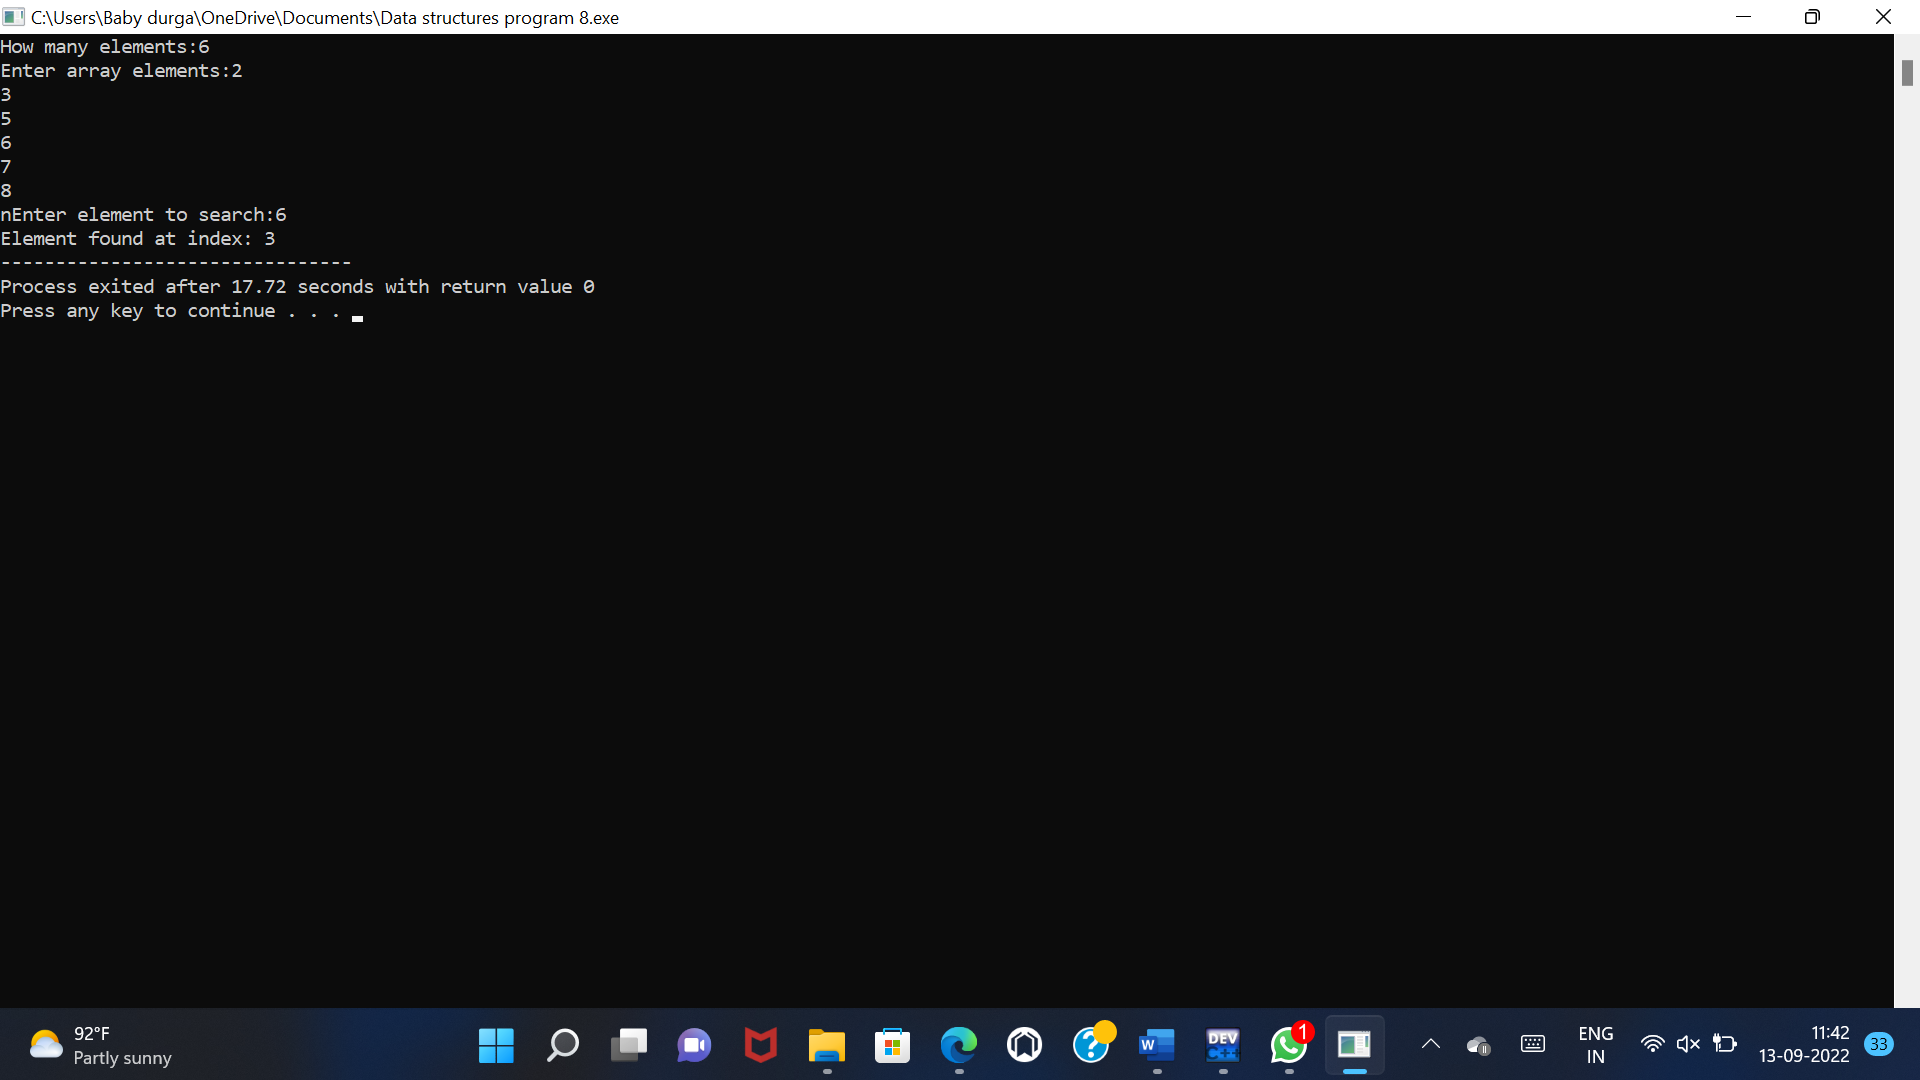 C:\Users\Baby durga\OneDrive\Documents\Data structures program 8.exe
How many elements:6
Enter array elements:2
3
5
6
7
8
nEnter element to search:6
Element found at index: 3
--------------------------------
Process exited after 17.72 seconds with return value 0
Press any key to continue . . .
92°F
Partly sunny
W
DEV
C++
1
ENG
IN
11:42
13-09-2022
33